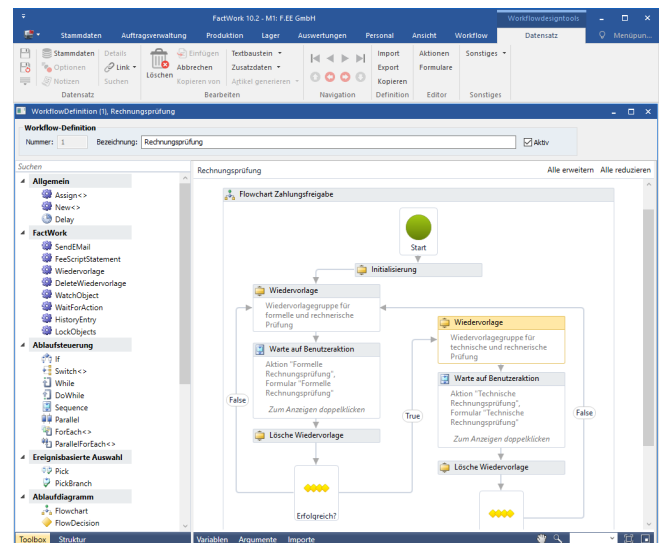 FactWork 10.2 - M1: F.EE GmbH
Workflowdesigntools
Stammdaten Auftragsverwaltung Produktion Lager Auswertungen Personal Ansicht Workflow Datensatz Menüpun...
Stammdaten Details Einfügen Textbaustein Import Aktionen Sonstiges
Optionen Link Abbrechen Zusatzdaten Export Formulare
Notizen Suchen Löschen Kopieren von Artikel generieren Kopieren
Datensatz Bearbeiten Navigation Definition Editor Sonstiges
WorkflowDefinition (1), Rechnungsprüfung
Workflow-Definition
Nummer: 1 Bezeichnung: Rechnungsprüfung Aktiv
Suchen
Allgemein
Assign<>
New<>
Delay
FactWork
SendEMail
FeeScriptStatement
Wiedervorlage
DeleteWiedervorlage
WatchObject
WaitForAction
HistoryEntry
LockObjects
Ablaufsteuerung
If
Switch<>
While
DoWhile
Sequence
Parallel
ForEach<>
ParallelForEach<>
Ereignisbasierte Auswahl
Pick
PickBranch
Ablaufdiagramm
Flowchart
FlowDecision
Toolbox Struktur
Rechnungsprüfung Alle erweitern Alle reduzieren
Flowchart Zahlungsfreigabe
Start
Initialisierung
Wiedervorlage
Wiedervorlagegruppe für
formelle und rechnerische
Prüfung
Warte auf Benutzeraktion
Aktion "Formelle
Rechnungsprüfung",
Formular "Formelle
Rechnungsprüfung"
Zum Anzeigen doppelklicken
False
Lösche Wiedervorlage
Erfolgreich?
True
Wiedervorlage
Wiedervorlagegruppe für
technische und rechnerische
Prüfung
Warte auf Benutzeraktion
Aktion "Technische
Rechnungsprüfung",
Formular "Technische
Rechnungsprüfung"
Zum Anzeigen doppelklicken
False
Lösche Wiedervorlage
Variablen Argumente Importe